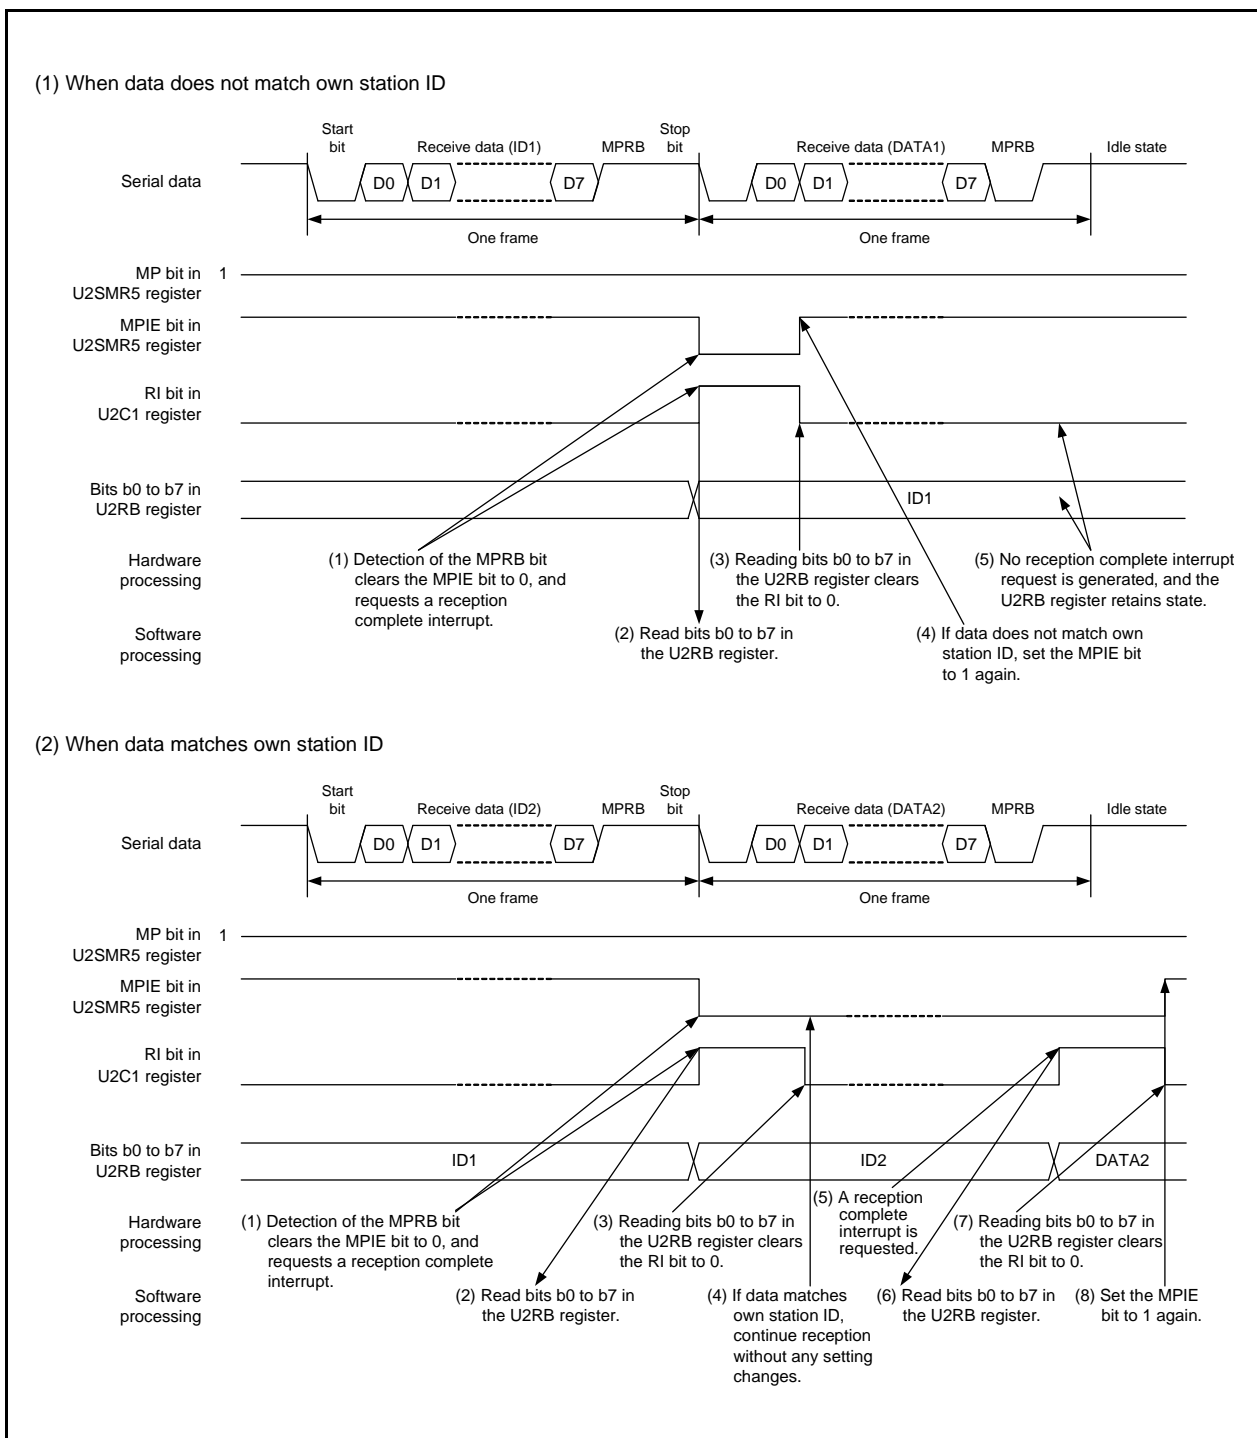 (1) When data does not match own station ID
Start bit
Receive data (ID1)
MPRB
Stop bit
Receive data (DATA1)
MPRB
Idle state
Serial data
D0
D1
D7
D0
D1
D7
One frame
One frame
MP bit in
U2SMR5 register
1
MPIE bit in
U2SMR5 register
RI bit in
U2C1 register
Bits b0 to b7 in
U2RB register
ID1
Hardware
processing
(1) Detection of the MPRB bit
clears the MPIE bit to 0, and
requests a reception
complete interrupt.
(3) Reading bits b0 to b7 in
the U2RB register clears
the RI bit to 0.
(5) No reception complete interrupt
request is generated, and the
U2RB register retains state.
Software
processing
(2) Read bits b0 to b7 in
the U2RB register.
(4) If data does not match own
station ID, set the MPIE bit
to 1 again.
(2) When data matches own station ID
Start bit
Receive data (ID2)
MPRB
Stop bit
Receive data (DATA2)
MPRB
Idle state
Serial data
D0
D1
D7
D0
D1
D7
One frame
One frame
MP bit in
U2SMR5 register
1
MPIE bit in
U2SMR5 register
RI bit in
U2C1 register
Bits b0 to b7 in
U2RB register
ID1
ID2
DATA2
Hardware
processing
(1) Detection of the MPRB bit
clears the MPIE bit to 0, and
requests a reception complete
interrupt.
(3) Reading bits b0 to b7 in
the U2RB register clears
the RI bit to 0.
(5) A reception
complete
interrupt is
requested.
(7) Reading bits b0 to b7 in
the U2RB register clears
the RI bit to 0.
Software
processing
(2) Read bits b0 to b7 in
the U2RB register.
(4) If data matches
own station ID,
continue reception
without any setting
changes.
(6) Read bits b0 to b7 in
the U2RB register.
(8) Set the MPIE
bit to 1 again.